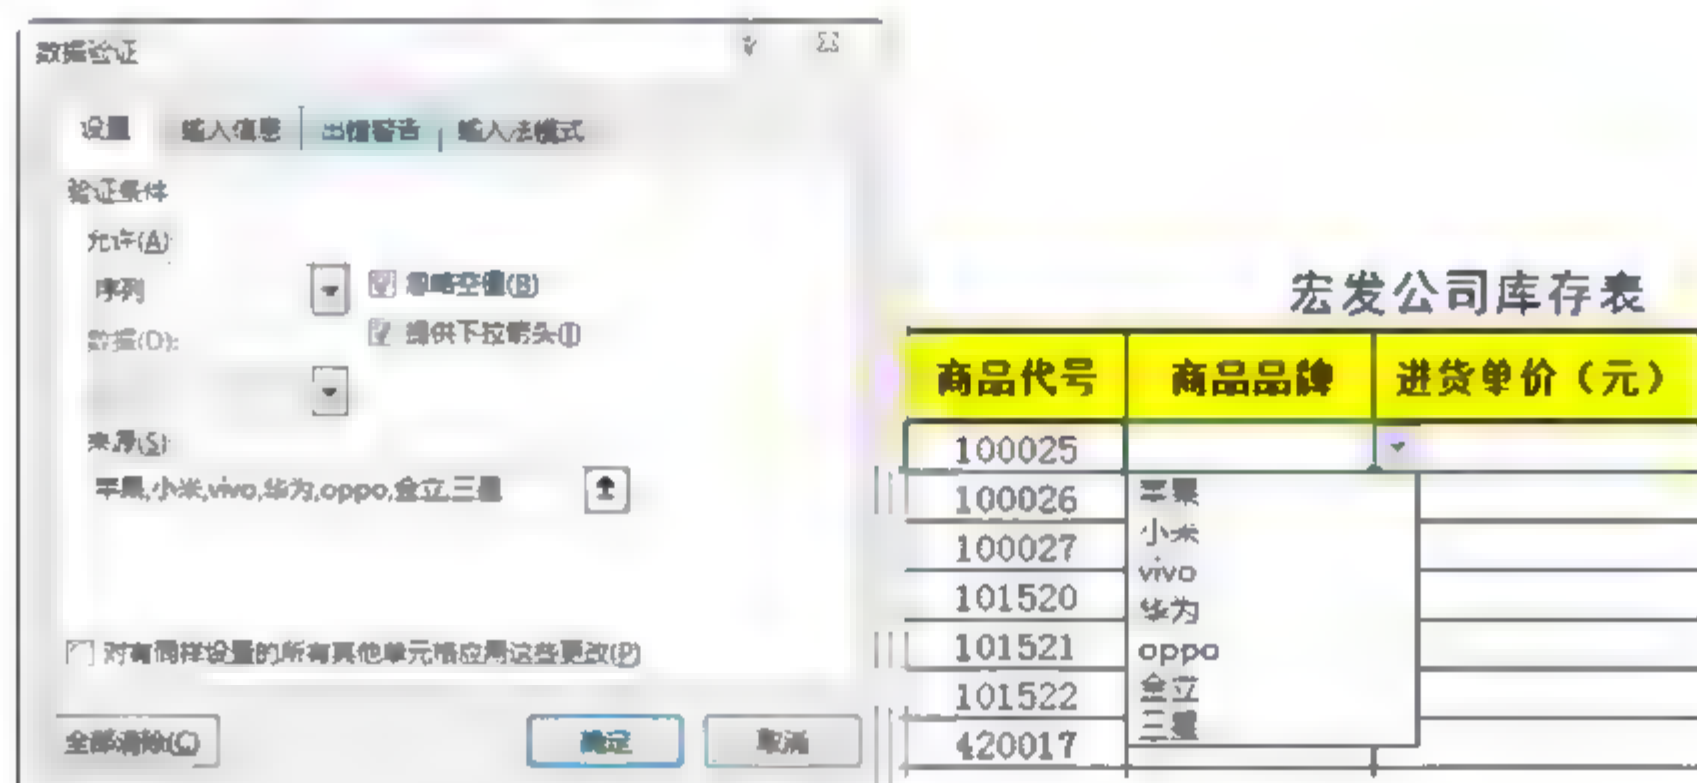 数据验证
设置 输入信息 出错警告 输入法模式
验证条件
允许(A):
序列
忽略空值(B)
数据(D):
提供下拉箭头(I)
来源(S):
苹果,小米,vivo,华为,oppo,金立,三星
对有同样设置的所有其他单元格应用这些更改(P)
全部清除(C) 确定 取消
宏发公司库存表
商品代号 商品品牌 进货单价（元）
100025
100026
100027
101520
101521
101522
420017
苹果
小米
vivo
华为
oppo
金立
三星